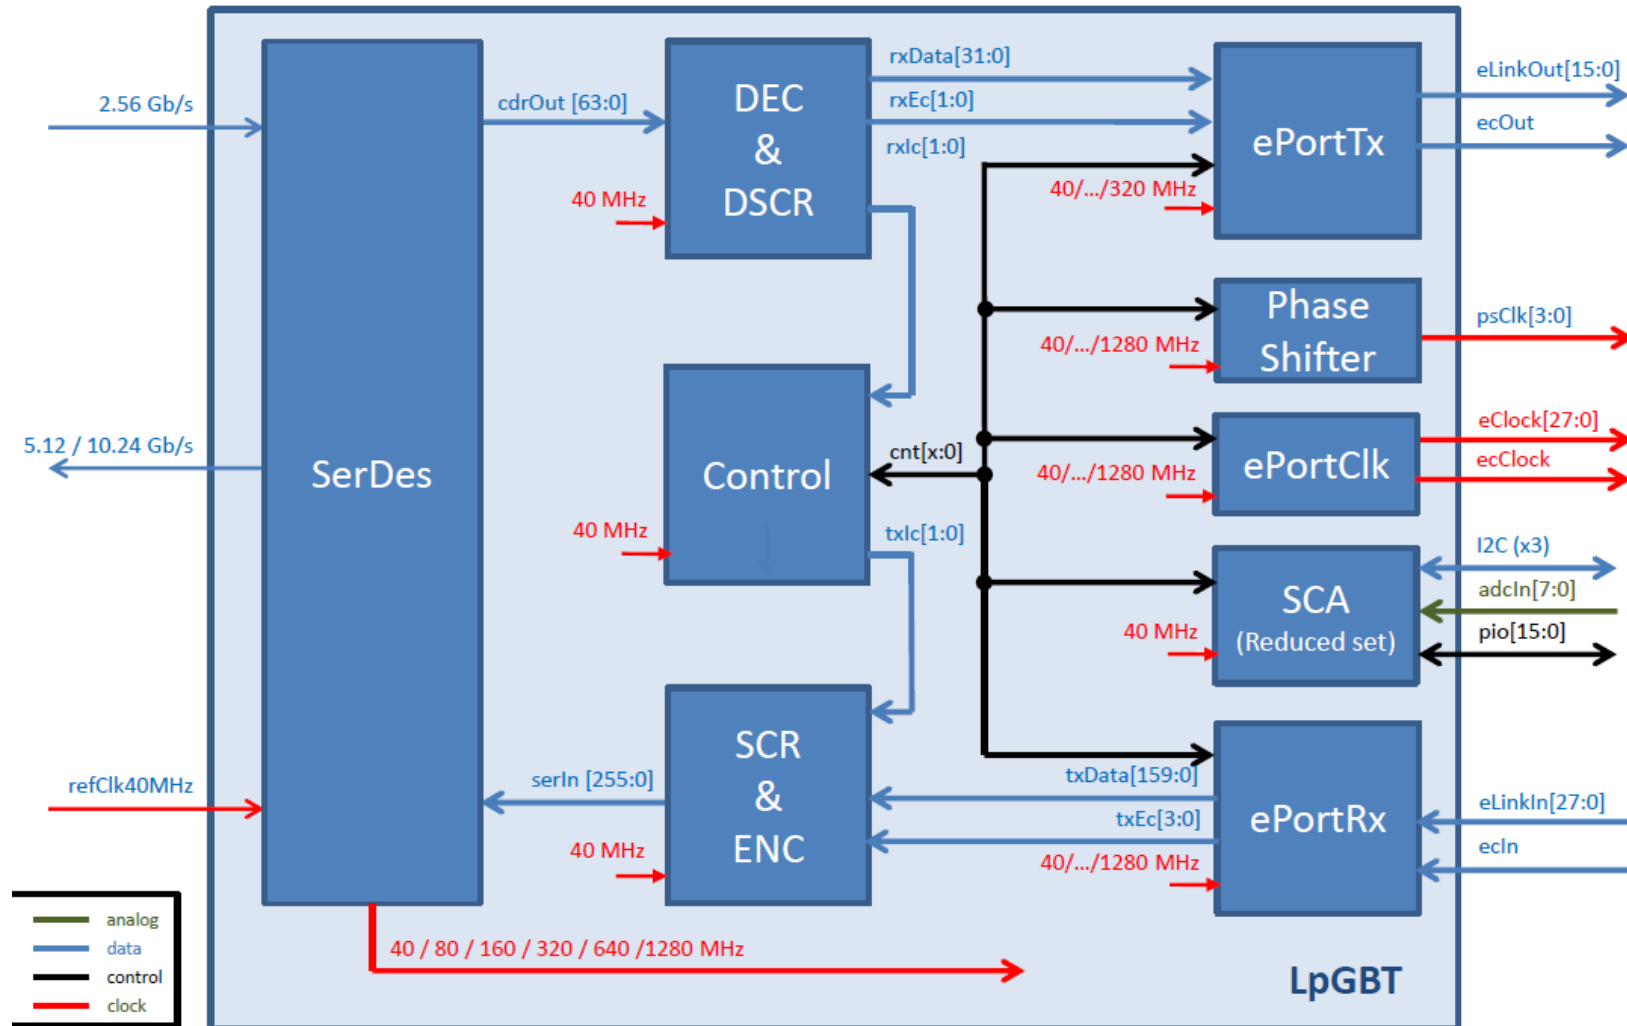 2.56 Gb/s
5.12 / 10.24 Gb/s
refClk40MHz
SerDes
cdrOut [63:0]
40 MHz
DEC
&
DSCR
rxData[31:0]
rxEc[1:0]
rxIc[1:0]
40/.../320 MHz
ePortTx
eLinkOut[15:0]
ecOut
40/.../1280 MHz
Phase
Shifter
psClk[3:0]
40 MHz
Control
cnt[x:0]
txIc[1:0]
40/.../1280 MHz
ePortClk
eClock[27:0]
ecClock
40 MHz
SCA
(Reduced set)
I2C (x3)
adcIn[7:0]
pio[15:0]
serIn [255:0]
40 MHz
SCR
&
ENC
txData[159:0]
txEc[3:0]
40/.../1280 MHz
ePortRx
eLinkIn[27:0]
ecIn
40 / 80 / 160 / 320 / 640 /1280 MHz
LpGBT
analog
data
control
clock